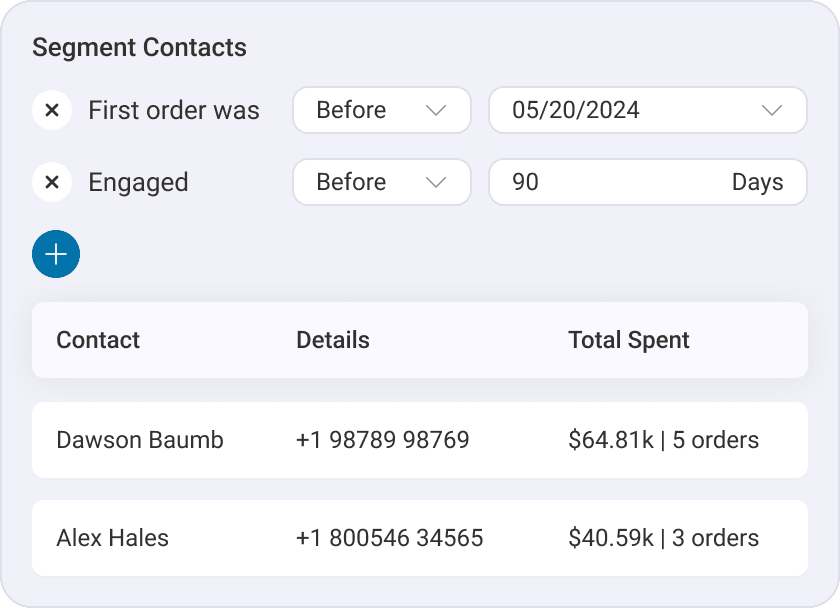 Segment Contacts
First order was Before 05/20/2024
Engaged Before 90 Days
Contact Details Total Spent
Dawson Baumb +1 98789 98769 $64.81k | 5 orders
Alex Hales +1 800546 34565 $40.59k | 3 orders